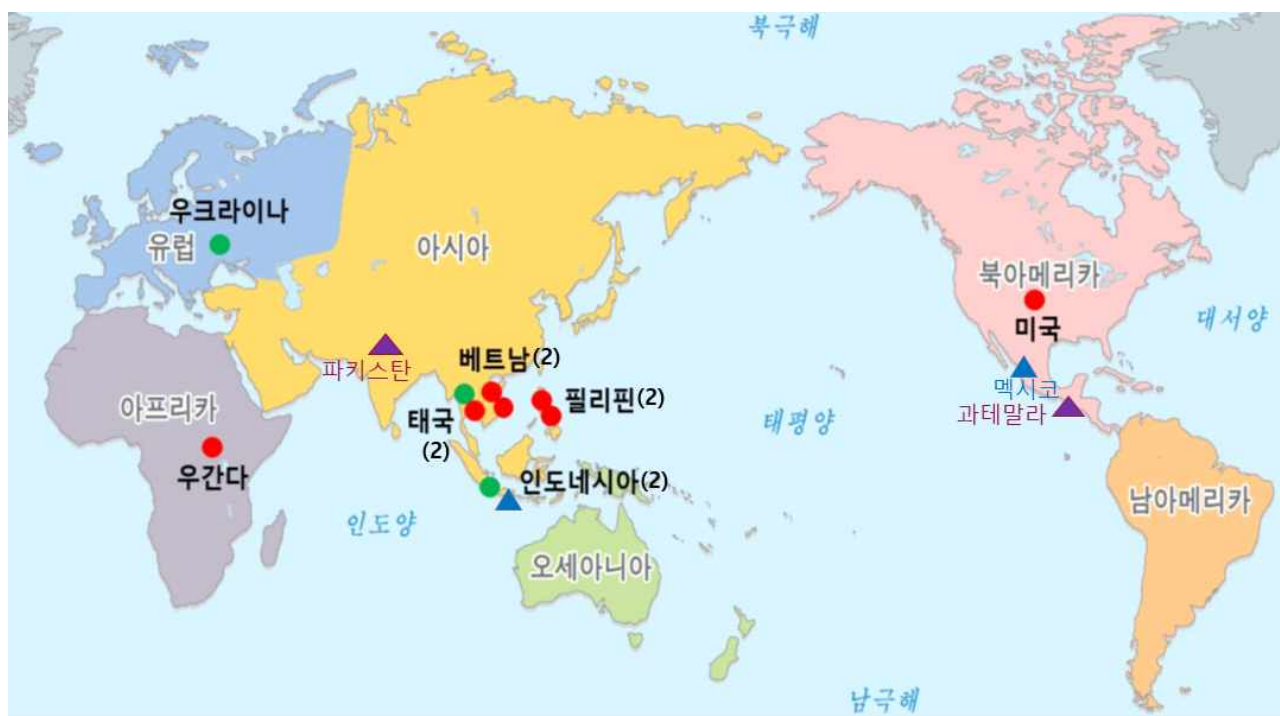 북극해
우크라이나
유럽
아시아
북아메리카
미국
대서양
파키스탄
베트남(2)
멕시코
과테말라
아프리카
태국
(2)
필리핀(2)
태평양
우간다
인도네시아(2)
남아메리카
인도양
오세아니아
남극해